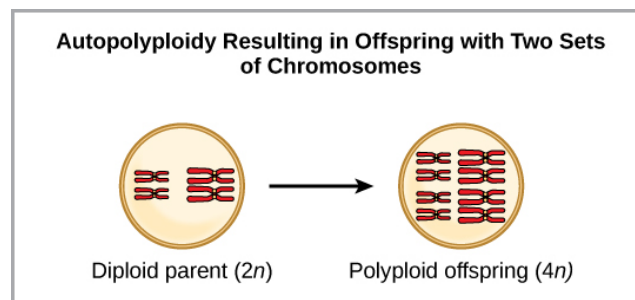 Autopolyploidy Resulting in Offspring with Two Sets
of Chromosomes
Diploid parent (2n)
Polyploid offspring (4n)